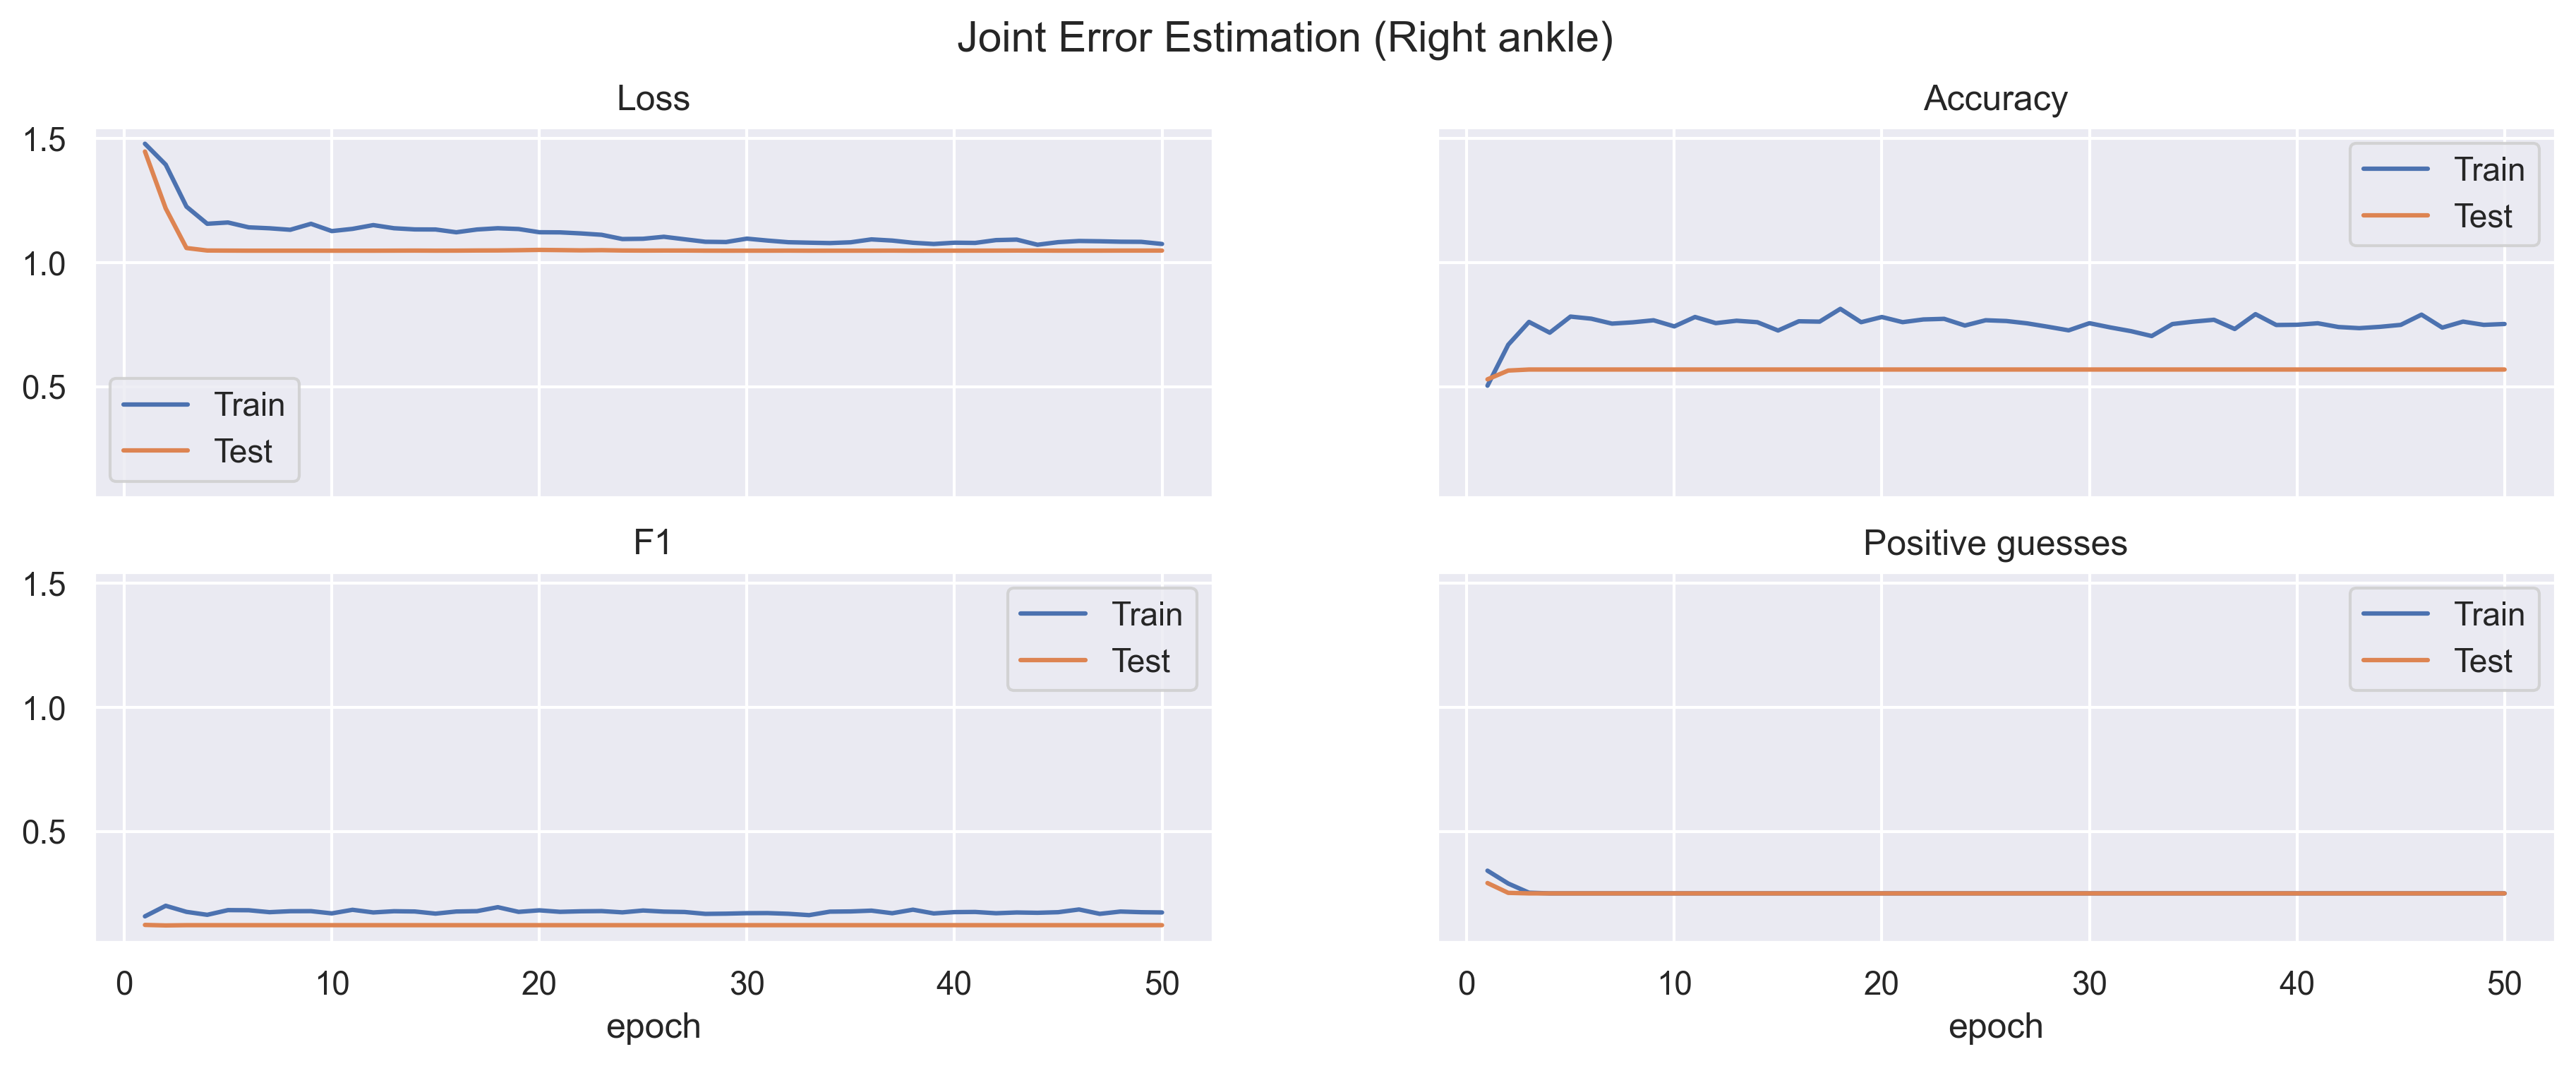 Joint Error Estimation (Right ankle)
Loss
1.5
1.0
0.5
Train
Test
Accuracy
Train
Test
F1
1.5
1.0
0.5
Train
Test
0 10 20 30 40 50
epoch
Positive guesses
Train
Test
0 10 20 30 40 50
epoch